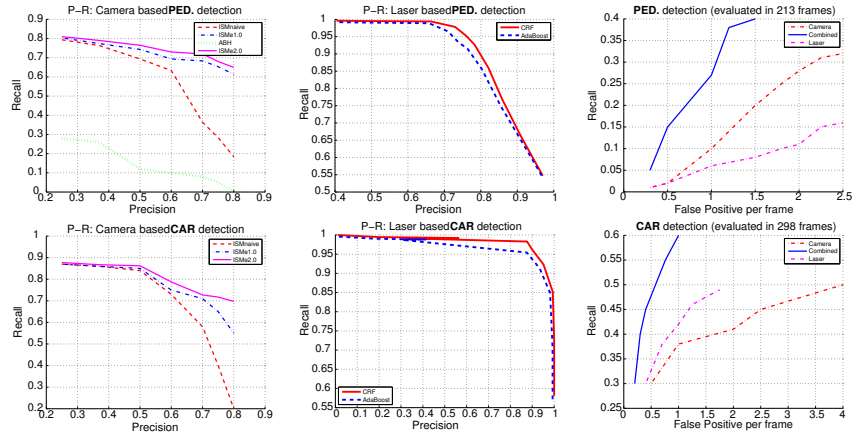 P−R: Camera basedPED. detection
ISMnaive
ISMe1.0
ABH
ISMe2.0
Recall
0.9
0.8
0.7
0.6
0.5
0.4
0.3
0.2
0.1
0
0.2 0.3 0.4 0.5 0.6 0.7 0.8 0.9
Precision
P−R: Laser basedPED. detection
CRF
AdaBoost
Recall
1
0.95
0.9
0.85
0.8
0.75
0.7
0.65
0.6
0.55
0.5
0.4 0.5 0.6 0.7 0.8 0.9 1
Precision
PED. detection (evaluated in 213 frames)
Camera
Combined
Laser
Recall
0.4
0.35
0.3
0.25
0.2
0.15
0.1
0.05
0
0 0.5 1 1.5 2 2.5
False Positive per frame
P−R: Camera basedCAR detection
ISMnaive
ISMe1.0
ISMe2.0
Recall
1
0.9
0.8
0.7
0.6
0.5
0.4
0.3
0.2
0.2 0.3 0.4 0.5 0.6 0.7 0.8 0.9
Precision
P−R: Laser basedCAR detection
CRF
AdaBoost
Recall
1
0.95
0.9
0.85
0.8
0.75
0.7
0.65
0.6
0.55
0 0.1 0.2 0.3 0.4 0.5 0.6 0.7 0.8 0.9 1
Precision
CAR detection (evaluated in 298 frames)
Camera
Combined
Laser
Recall
0.6
0.55
0.5
0.45
0.4
0.35
0.3
0.25
0 0.5 1 1.5 2 2.5 3 3.5 4
False Positive per frame